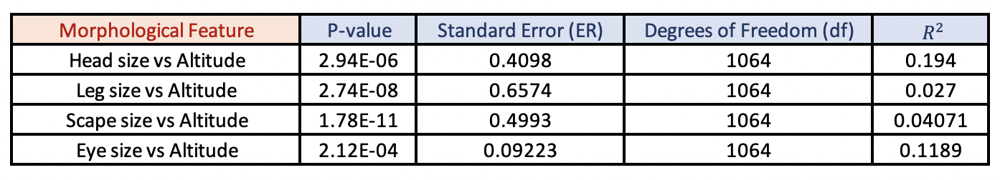 Morphological Feature P-value Standard Error (ER) Degrees of Freedom (df) R²
Head size vs Altitude 2.94E-06 0.4098 1064 0.194
Leg size vs Altitude 2.74E-08 0.6574 1064 0.027
Scape size vs Altitude 1.78E-11 0.4993 1064 0.04071
Eye size vs Altitude 2.12E-04 0.09223 1064 0.1189